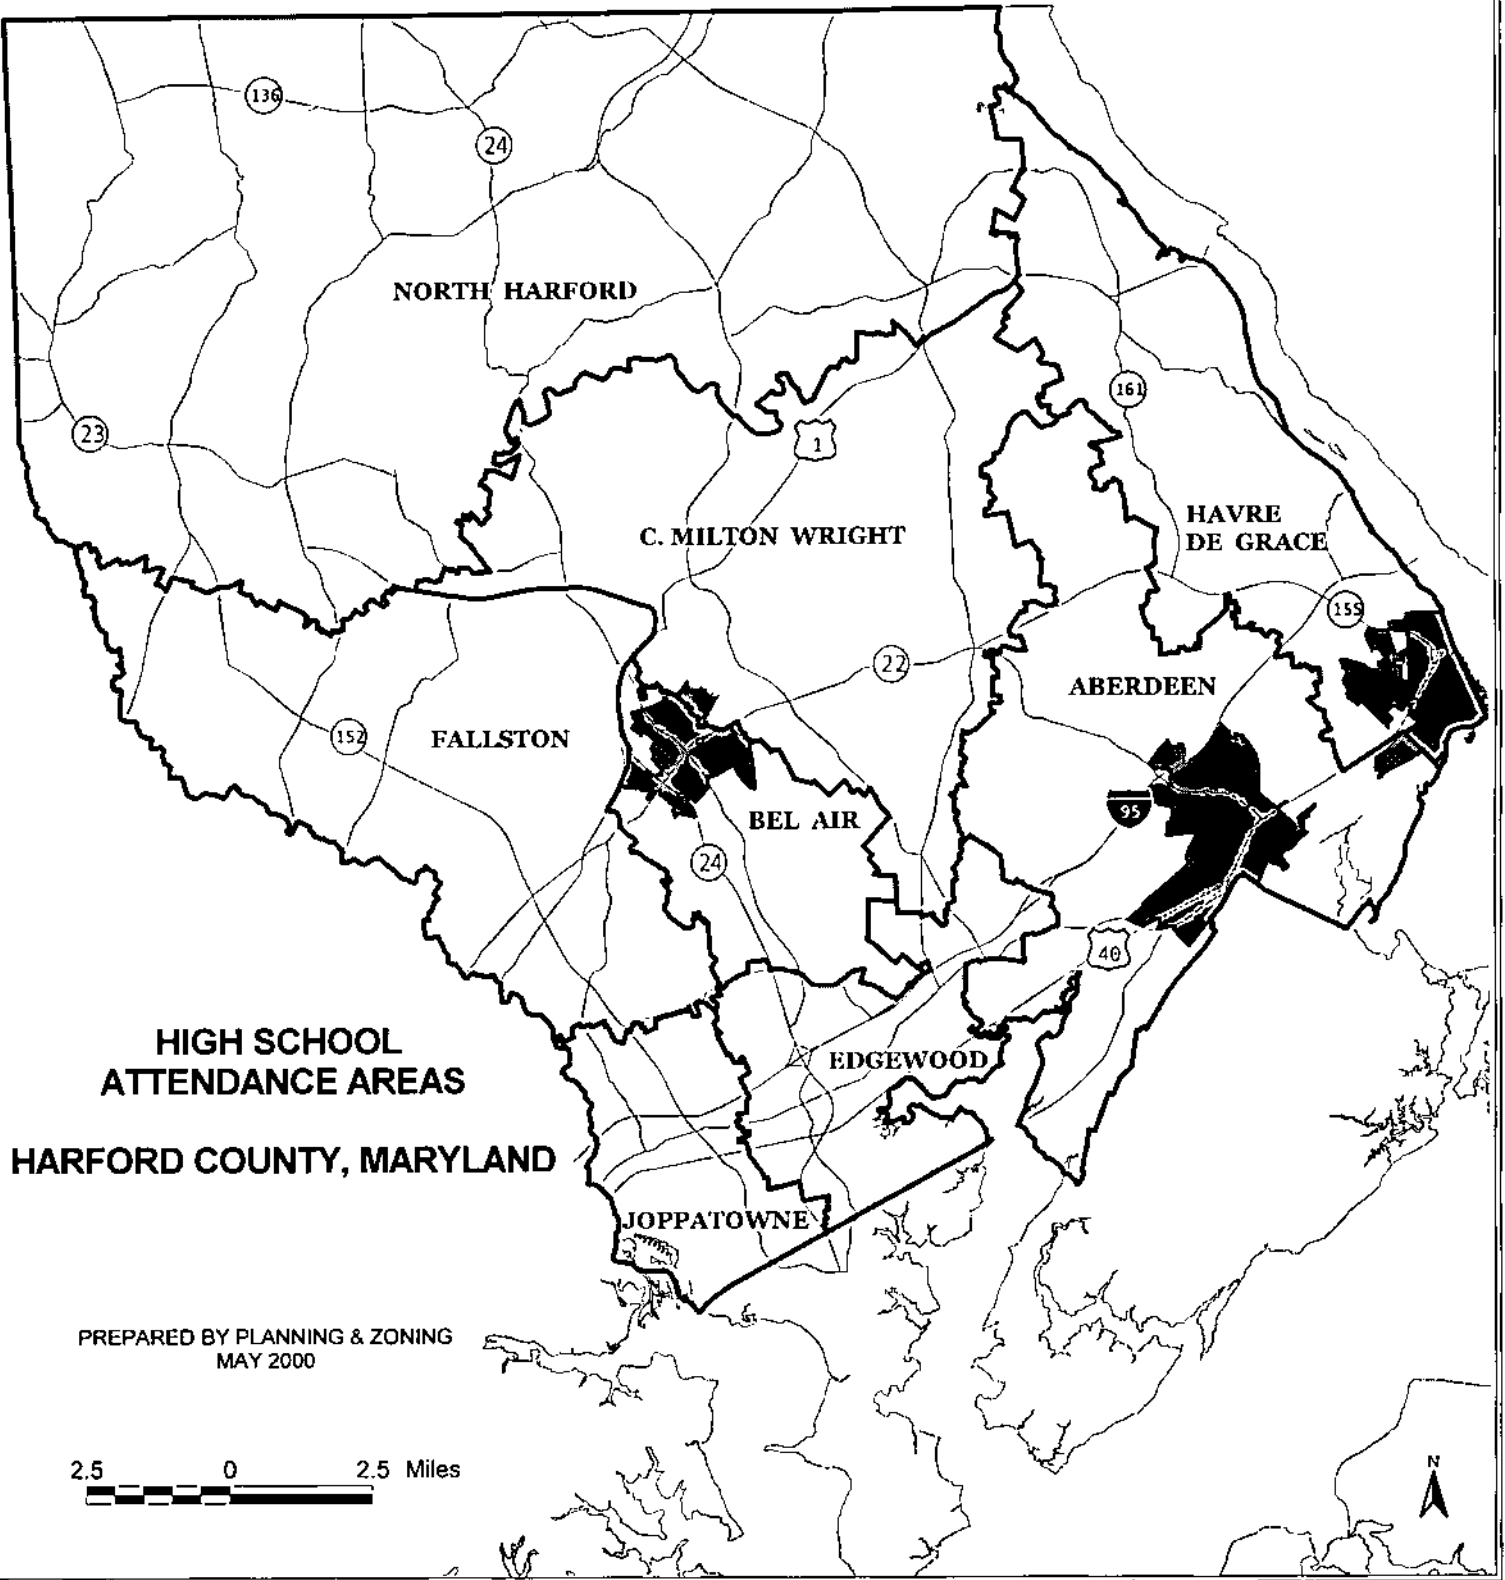 136
24
NORTH HARFORD
161
23
1
HAVRE
DE GRACE
C. MILTON WRIGHT
155
22
ABERDEEN
152
FALLSTON
95
BEL AIR
24
40
HIGH SCHOOL
ATTENDANCE AREAS
EDGEWOOD
HARFORD COUNTY, MARYLAND
JOPPATOWNE
PREPARED BY PLANNING & ZONING
MAY 2000
2.5 0 2.5 Miles
N